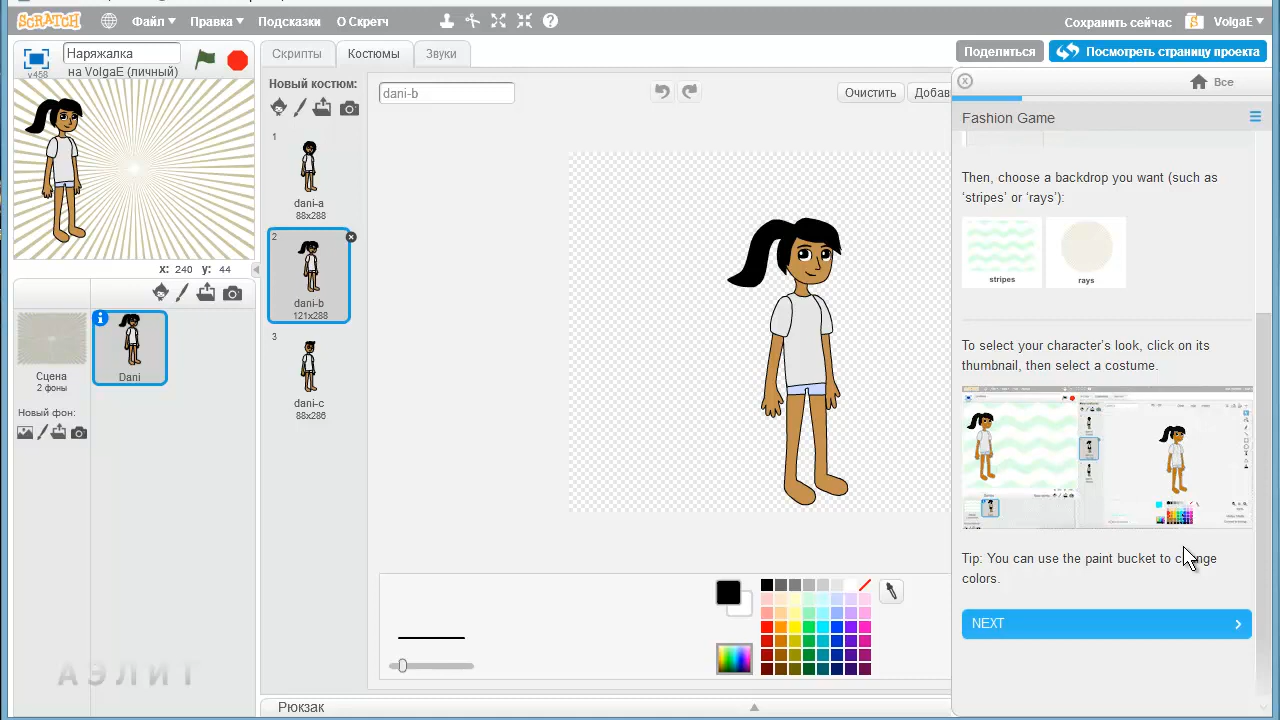 SCRATCH
Файл
Правка
Подсказки
О Скретч
Сохранить сейчас
VolgaE
v458
Наряжалка
на VolgaE (личный)
Скрипты
Костюмы
Звуки
Поделиться
Посмотреть страницу проекта
Новый костюм:
dani-b
Очистить
Добав
Все
Fashion Game
1
dani-a
88x288
2
dani-b
121x288
3
dani-c
88x286
Then, choose a backdrop you want (such as
‘stripes’ or ‘rays’):
stripes
rays
x: 240 y: 44
Сцена
2 фоны
Новый фон:
Dani
To select your character’s look, click on its
thumbnail, then select a costume.
Tip: You can use the paint bucket to change
colors.
NEXT
АЭЛИТ
Рюкзак